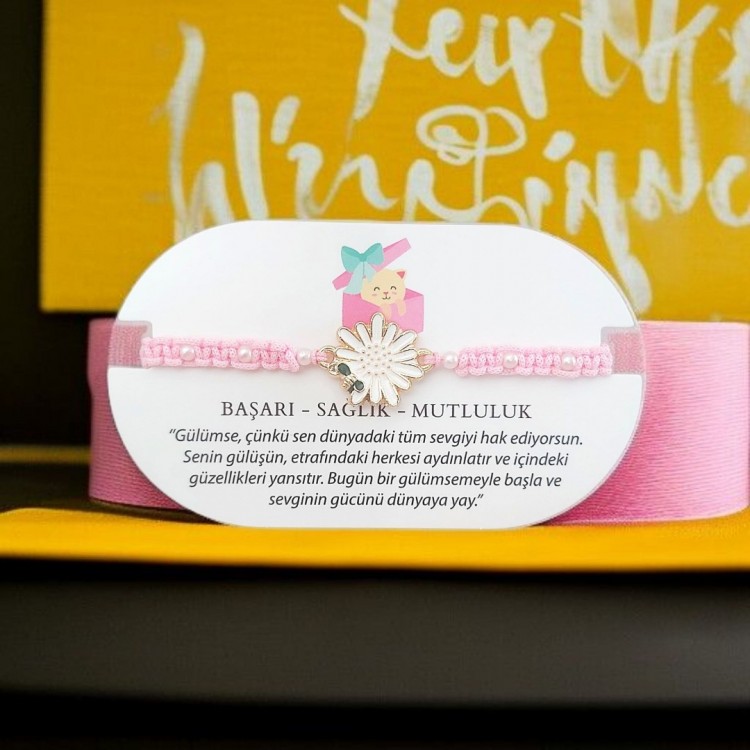 BAŞARI - SAĞLIK - MUTLULUK
“Gülümse, çünkü sen dünyadaki tüm sevgiyi hak ediyorsun.
Senin gülüşün, etrafındaki herkesi aydınlatır ve içindeki
güzellikleri yansıtır. Bugün bir gülümsemeyle başla ve
sevginin gücünü dünyaya yay.”